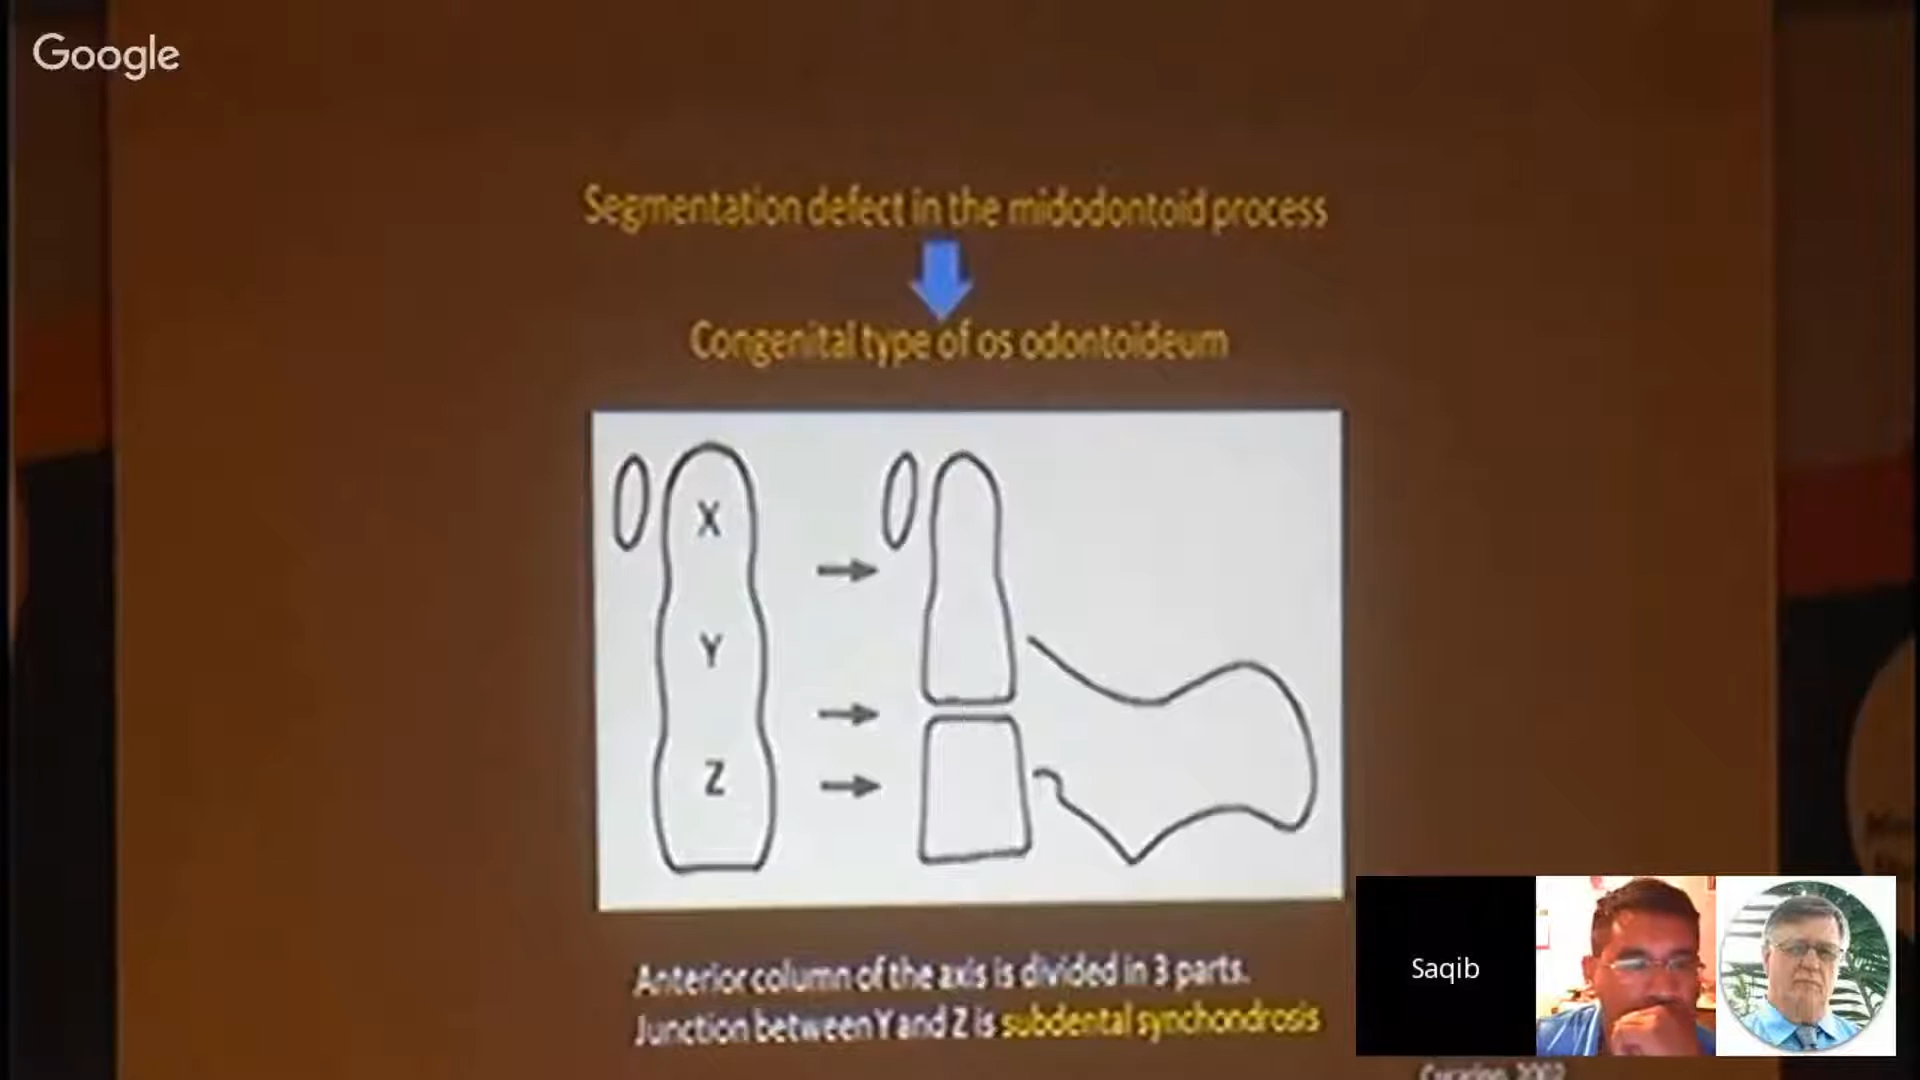 Google
Segmentation defect in the midodontoid process
Congenital type of os odontoideum
X
Y
Z
Anterior column of the axis is divided in 3 parts.
Junction between Y and Z is subdental synchondrosis
Saqib
2002